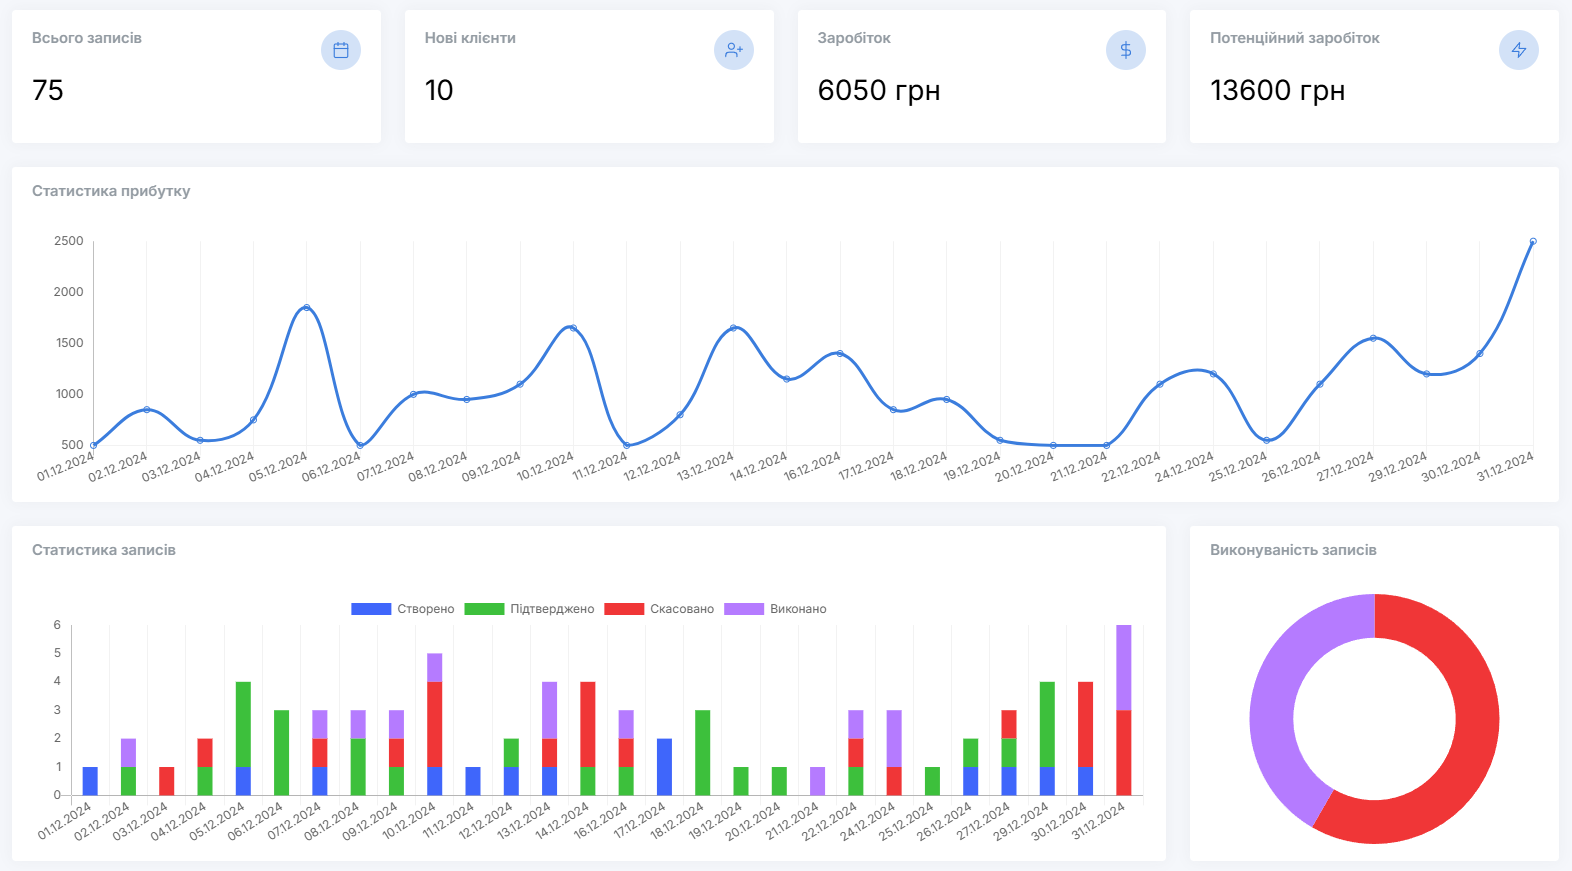 Всього записів
75
Нові клієнти
10
Заробіток
6050 грн
Потенційний заробіток
13600 грн
Статистика прибутку
2500
2000
1500
1000
500
01.12.2024 02.12.2024 03.12.2024 04.12.2024 05.12.2024 06.12.2024 07.12.2024 08.12.2024 09.12.2024 10.12.2024 11.12.2024 12.12.2024 13.12.2024 14.12.2024 16.12.2024 17.12.2024 18.12.2024 19.12.2024 20.12.2024 21.12.2024 22.12.2024 24.12.2024 25.12.2024 26.12.2024 27.12.2024 29.12.2024 30.12.2024 31.12.2024
Статистика записів
Створено Підтверджено Скасовано Виконано
6
5
4
3
2
1
0
01.12.2024 02.12.2024 03.12.2024 04.12.2024 05.12.2024 06.12.2024 07.12.2024 08.12.2024 09.12.2024 10.12.2024 11.12.2024 12.12.2024 13.12.2024 14.12.2024 16.12.2024 17.12.2024 18.12.2024 19.12.2024 20.12.2024 21.12.2024 22.12.2024 24.12.2024 25.12.2024 26.12.2024 27.12.2024 29.12.2024 30.12.2024 31.12.2024
Виконуваність записів